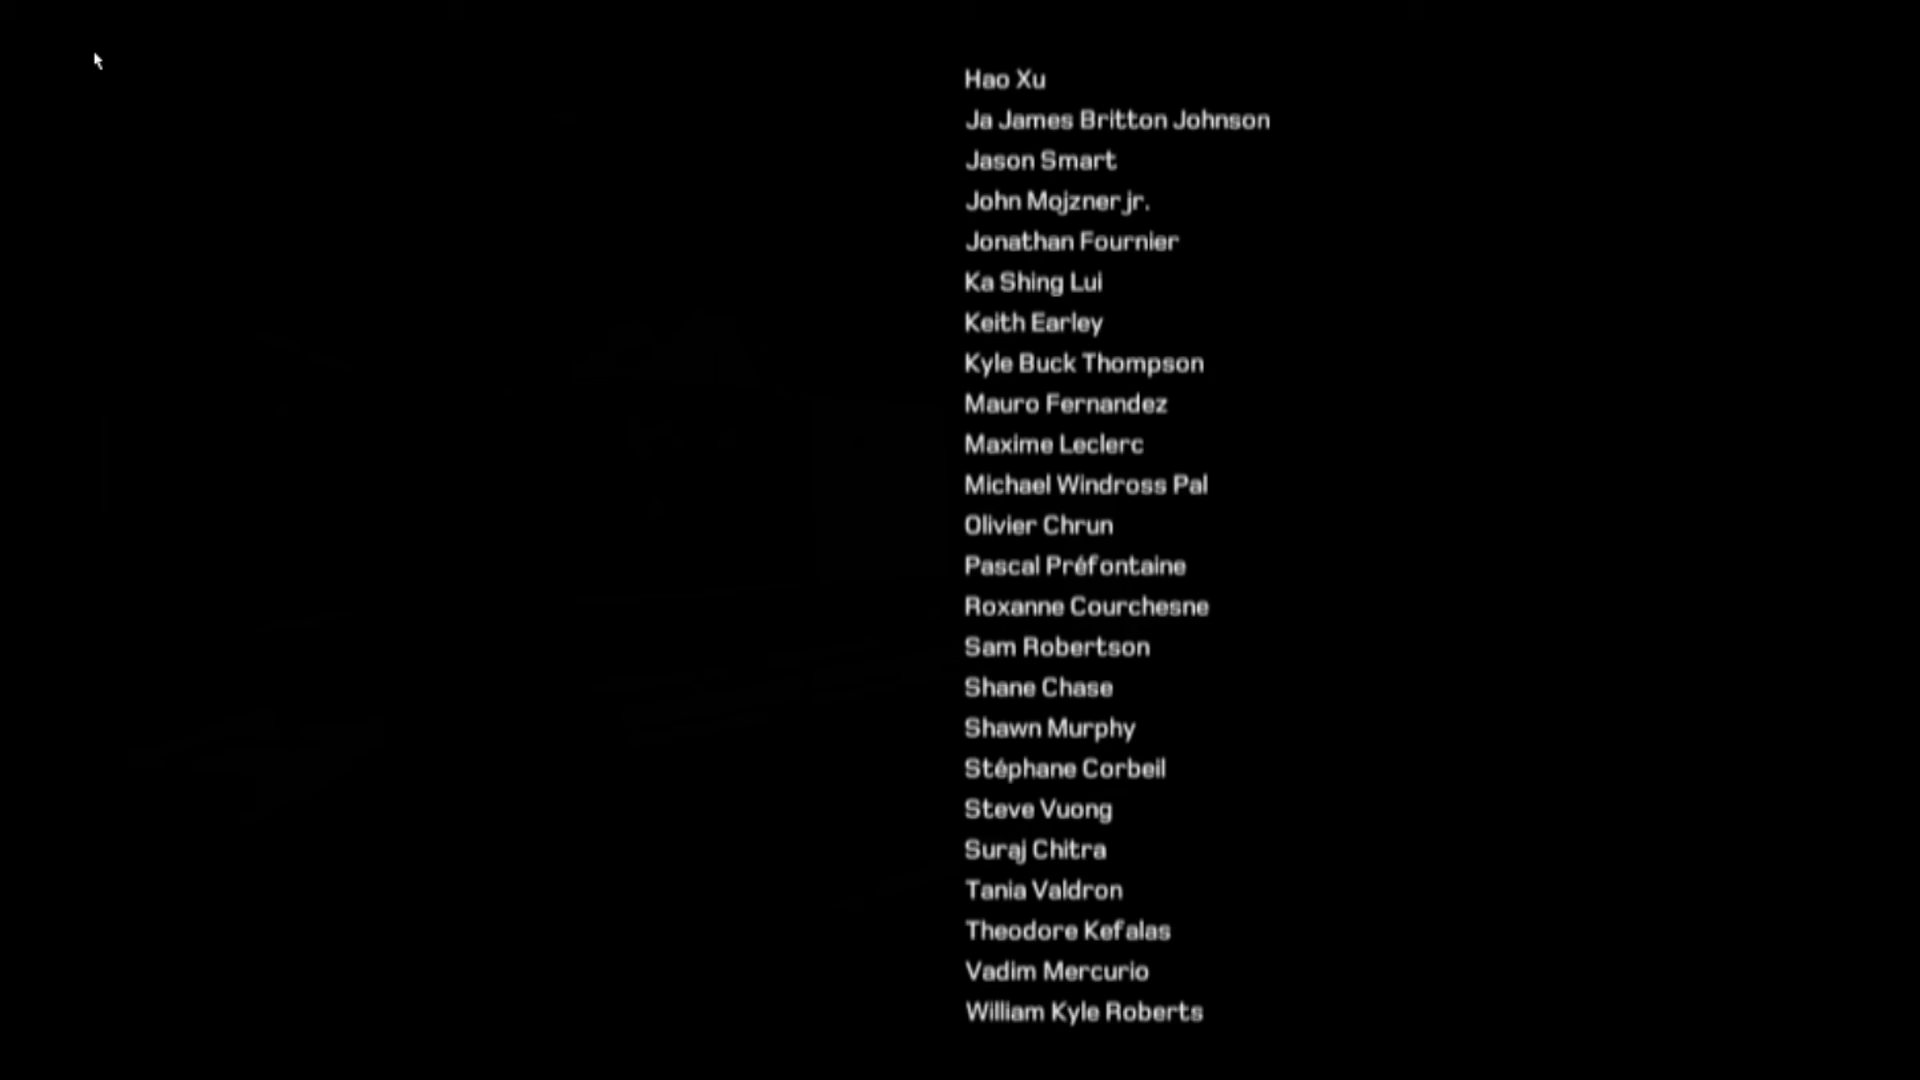 Hao Xu
Ja James Britton Johnson
Jason Smart
John Mojzner jr.
Jonathan Fournier
Ka Shing Lui
Keith Earley
Kyle Buck Thompson
Mauro Fernandez
Maxime Leclerc
Michael Windross Pal
Olivier Chrun
Pascal Préfontaine
Roxanne Courchesne
Sam Robertson
Shane Chase
Shawn Murphy
Stéphane Corbeil
Steve Vuong
Suraj Chitra
Tania Valdron
Theodore Kefalas
Vadim Mercurio
William Kyle Roberts